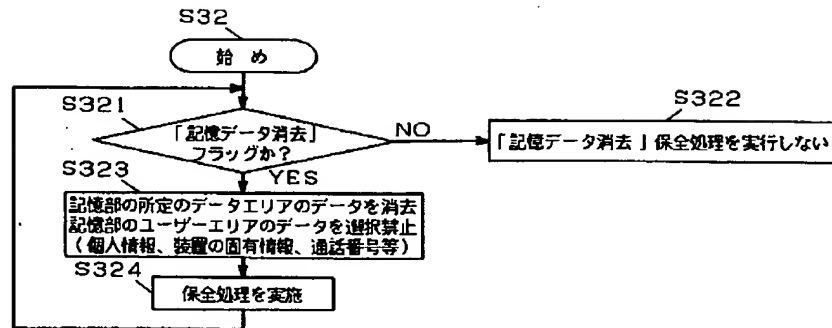 S32
始め
S321
「記憶データ消去」
フラッグか?
NO
S322
「記憶データ消去」保全処理を実行しない
YES
S323
記憶部の所定のデータエリアのデータを消去
記憶部のユーザーエリアのデータを選択禁止
(個人情報、装置の固有情報、通話番号等)
S324
保全処理を実施